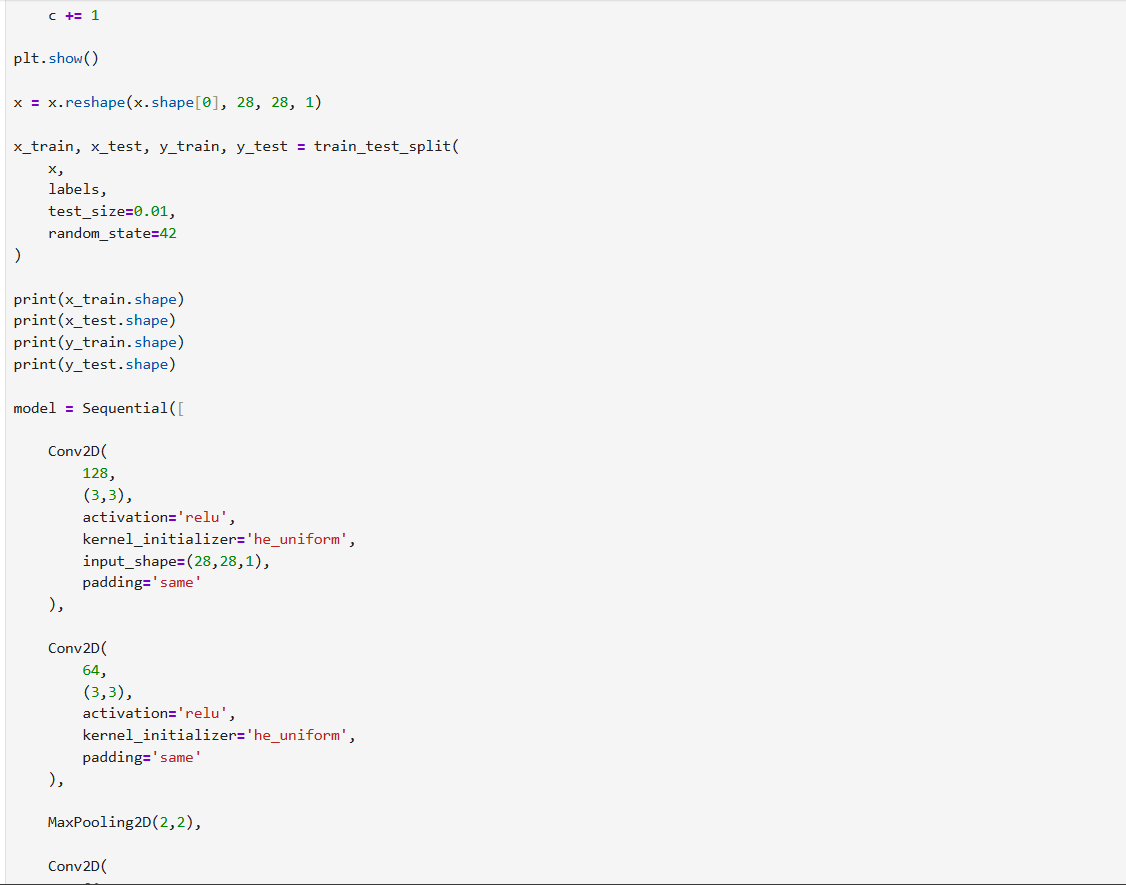 c += 1
plt.show()
x = x.reshape(x.shape[0], 28, 28, 1)
x_train, x_test, y_train, y_test = train_test_split(
x,
labels,
test_size=0.01,
random_state=42
)
print(x_train.shape)
print(x_test.shape)
print(y_train.shape)
print(y_test.shape)
model = Sequential([
Conv2D(
128,
(3,3),
activation='relu',
kernel_initializer='he_uniform',
input_shape=(28,28,1),
padding='same'
),
Conv2D(
64,
(3,3),
activation='relu',
kernel_initializer='he_uniform',
padding='same'
),
MaxPooling2D(2,2),
Conv2D(